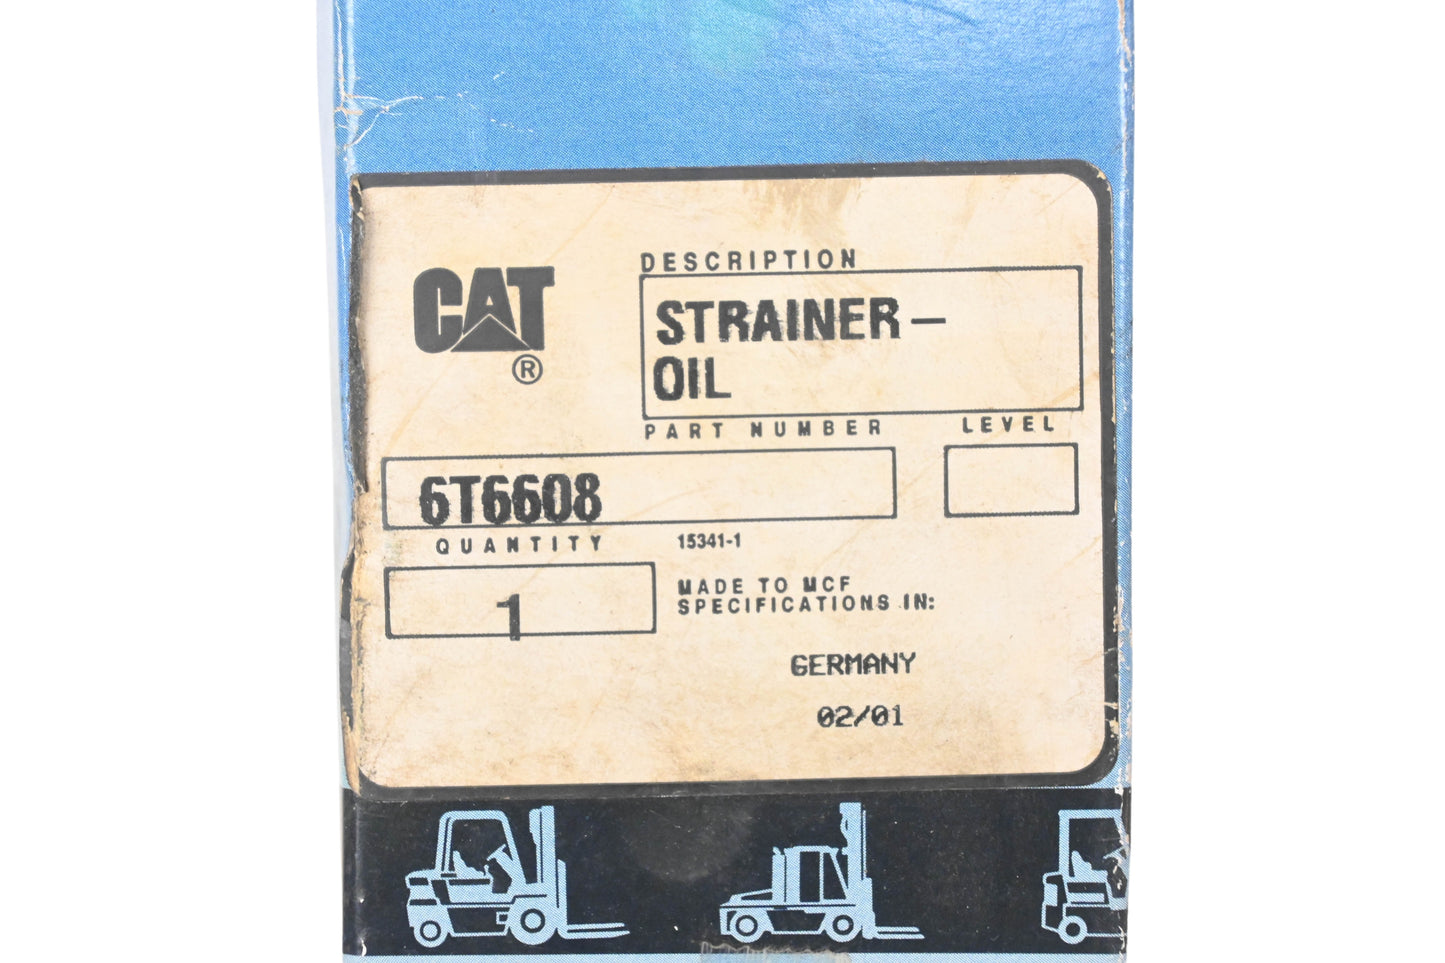 CAT
®
DESCRIPTION
STRAINER-
OIL
PART NUMBER
LEVEL
6T6608
QUANTITY
15341-1
1
MADE TO MCF
SPECIFICATIONS IN:
GERMANY
02/01